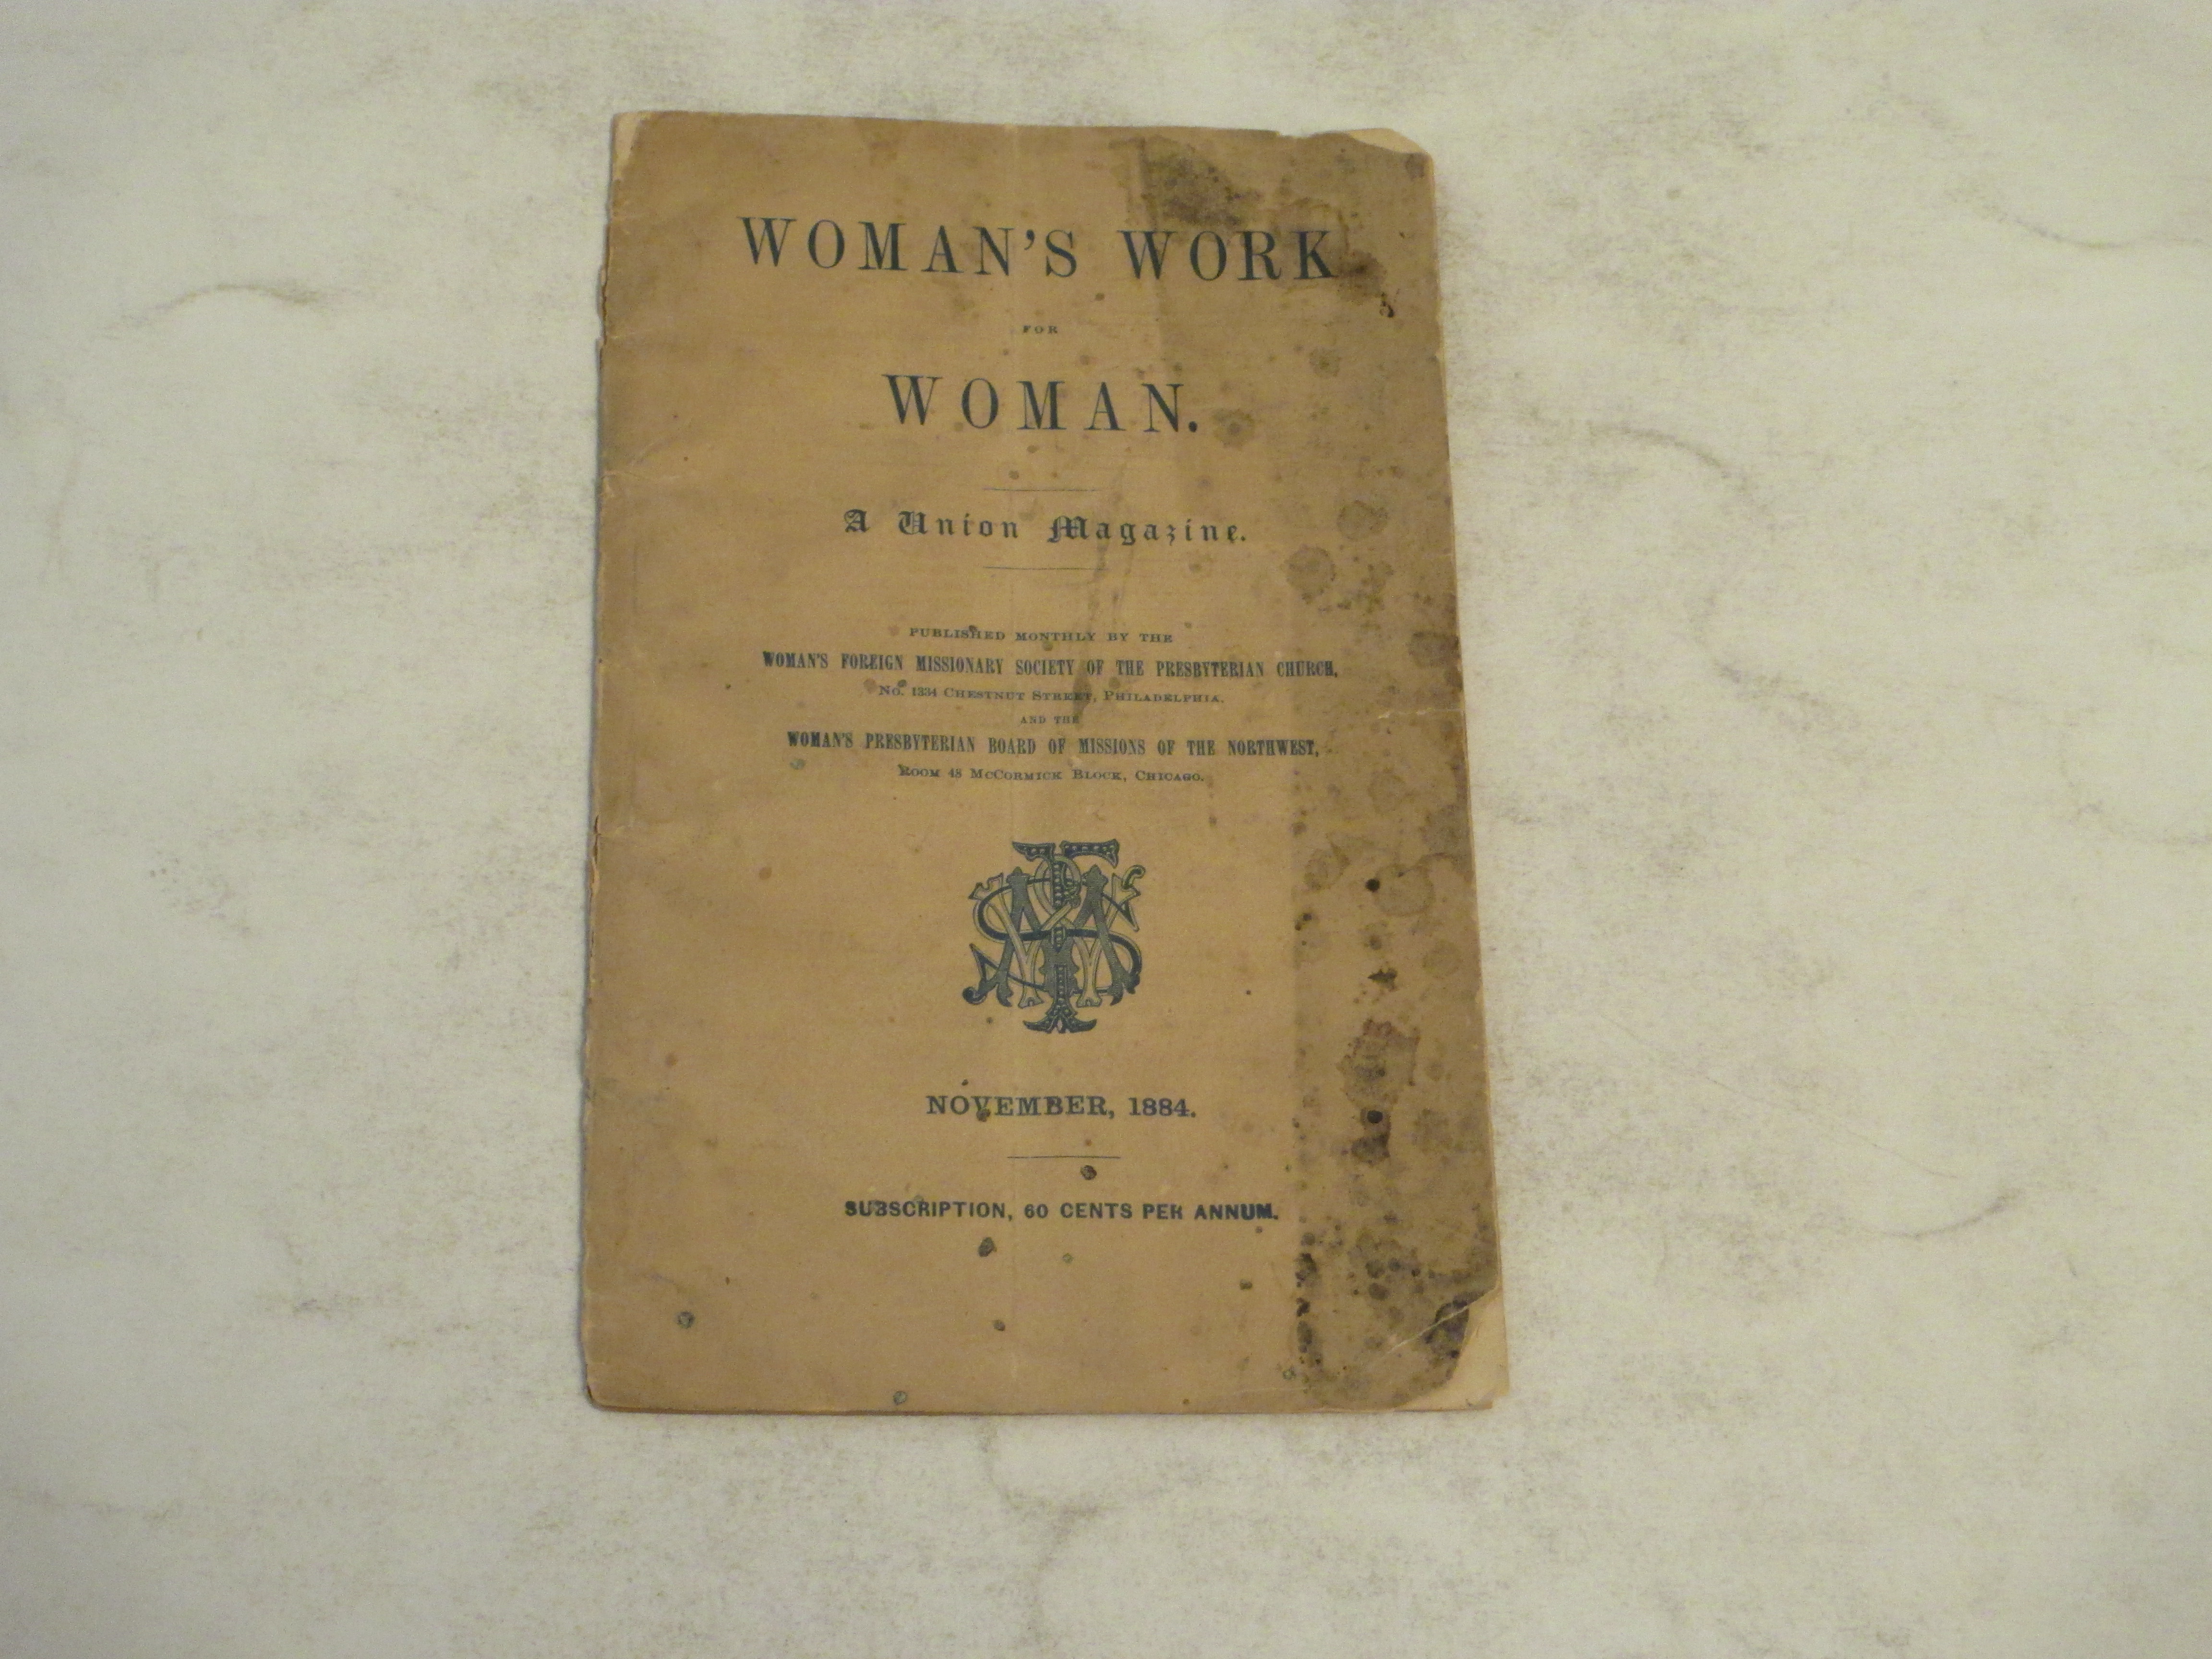 WOMAN'S WORK
FOR
WOMAN.
A Union Magazine.
PUBLISHED MONTHLY BY THE
WOMAN'S FOREIGN MISSIONARY SOCIETY OF THE PRESBYTERIAN CHURCH,
No. 1334 CHESTNUT STREET, PHILADELPHIA.
AND THE
WOMAN'S PRESBYTERIAN BOARD OF MISSIONS OF THE NORTHWEST,
ROOM 48 MCCORMICK BLOCK, CHICAGO.
NOVEMBER, 1884.
SUBSCRIPTION, 60 CENTS PER ANNUM.